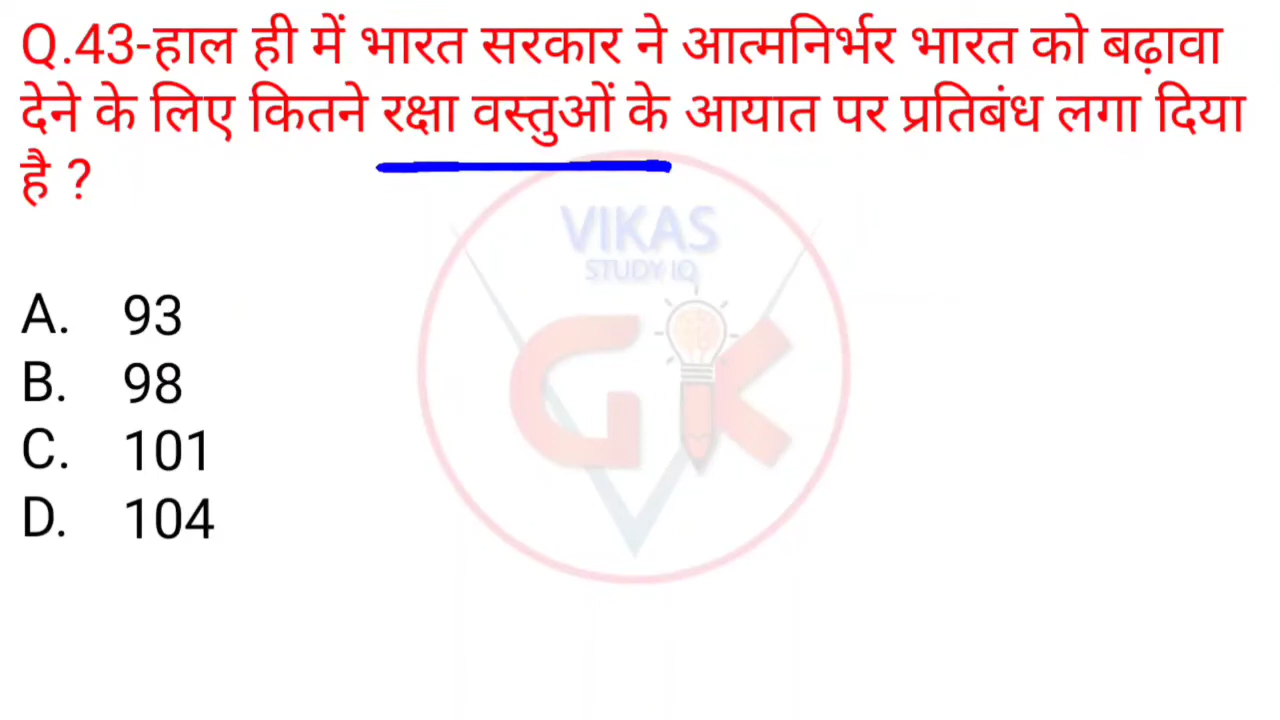 Q.43-हाल ही में भारत सरकार ने आत्मनिर्भर भारत को बढ़ावा
देने के लिए कितने रक्षा वस्तुओं के आयात पर प्रतिबंध लगा दिया
है ?
VIKAS
STUDY IQ
GK
A. 93
B. 98
C. 101
D. 104